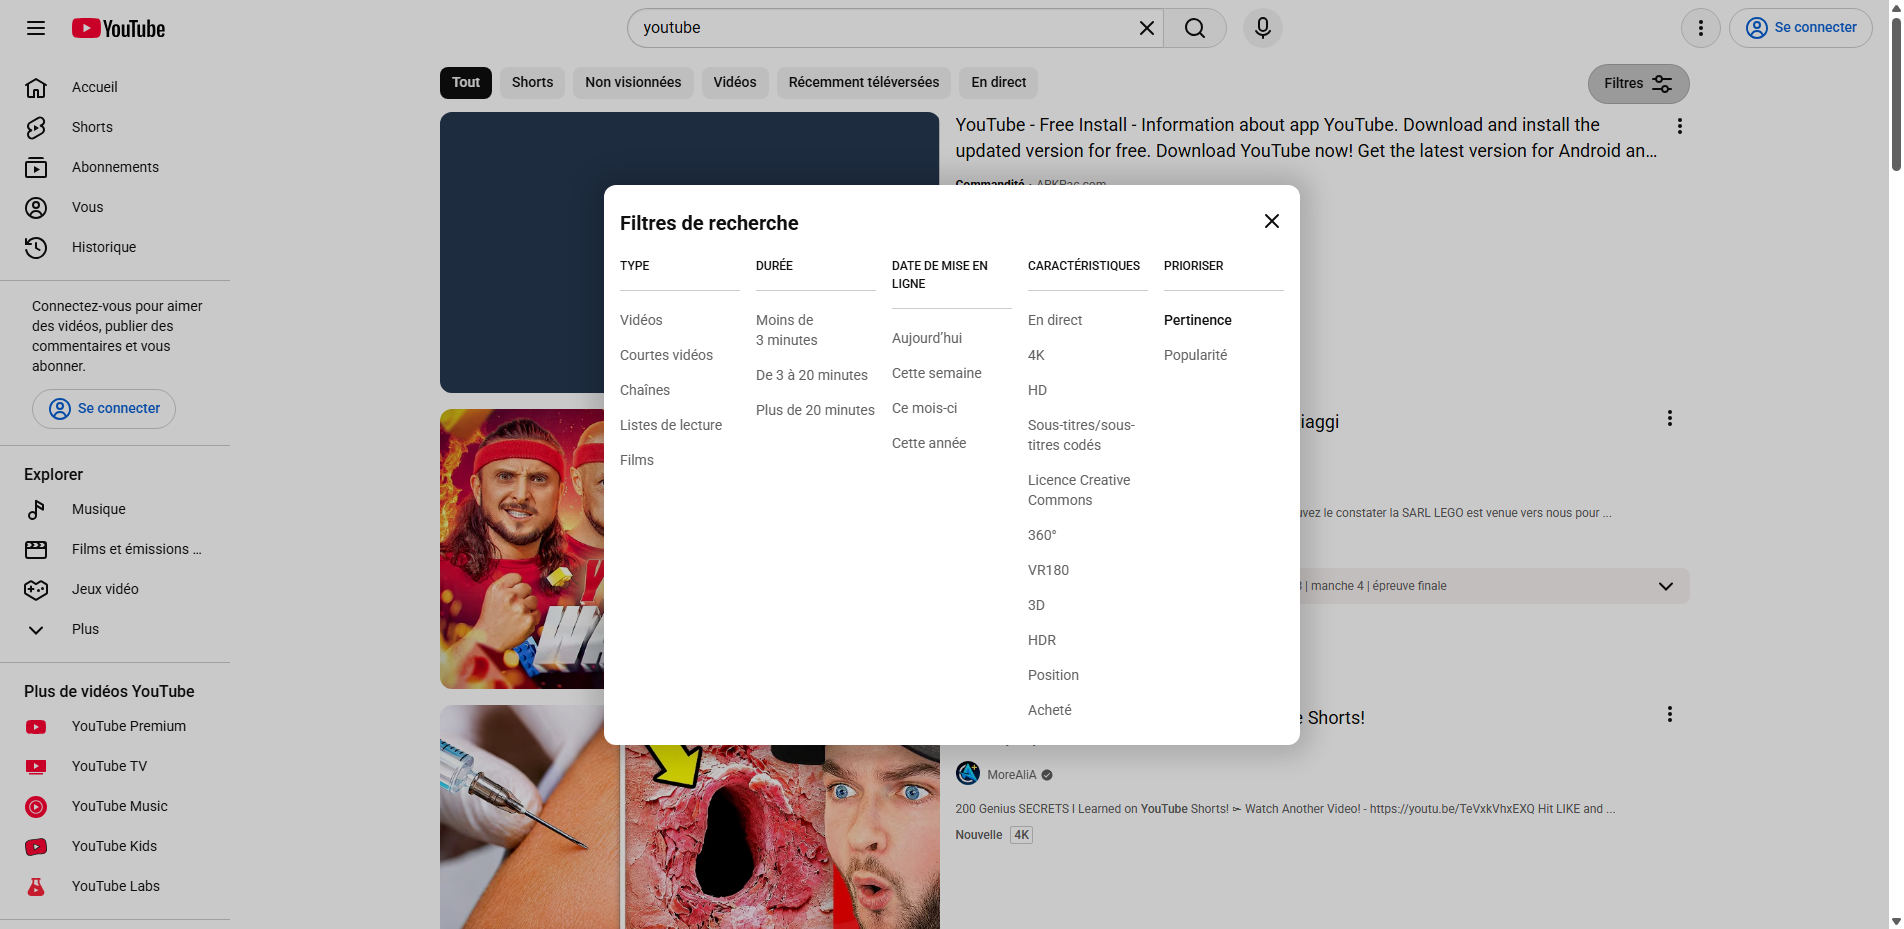 YouTube
youtube
Se connecter
Accueil
Shorts
Abonnements
Vous
Historique
Connectez-vous pour aimer
des vidéos, publier des
commentaires et vous
abonner.
Se connecter
Explorer
Musique
Films et émissions ...
Jeux vidéo
Plus
Plus de vidéos YouTube
YouTube Premium
YouTube TV
YouTube Music
YouTube Kids
YouTube Labs
Tout
Shorts
Non visionnées
Vidéos
Récemment téléversées
En direct
Filtres
YouTube - Free Install - Information about app YouTube. Download and install the
updated version for free. Download YouTube now! Get the latest version for Android an...
Commandité · APKPac.com
Filtres de recherche
TYPE
Vidéos
Courtes vidéos
Chaînes
Listes de lecture
Films
DURÉE
Moins de
3 minutes
De 3 à 20 minutes
Plus de 20 minutes
DATE DE MISE EN
LIGNE
Aujourd'hui
Cette semaine
Ce mois-ci
Cette année
CARACTÉRISTIQUES
En direct
4K
HD
Sous-titres/sous-
titres codés
Licence Creative
Commons
360°
VR180
3D
HDR
Position
Acheté
PRIORISER
Pertinence
Popularité
iaggi
vez le constater la SARL LEGO est venue vers nous pour ...
| manche 4 | épreuve finale
Shorts!
MoreAliA
200 Genius SECRETS I Learned on YouTube Shorts! ➳ Watch Another Video! - https://youtu.be/TeVxkVhxEXQ Hit LIKE and ...
Nouvelle
4K